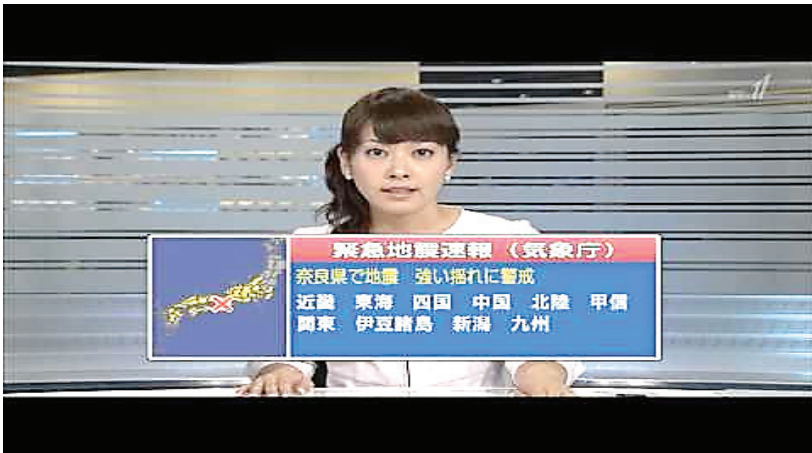 緊急地震速報（気象庁）
奈良県で地震　強い揺れに警戒
近畿　東海　四国　中国　北陸　甲信
関東　伊豆諸島　新潟　九州